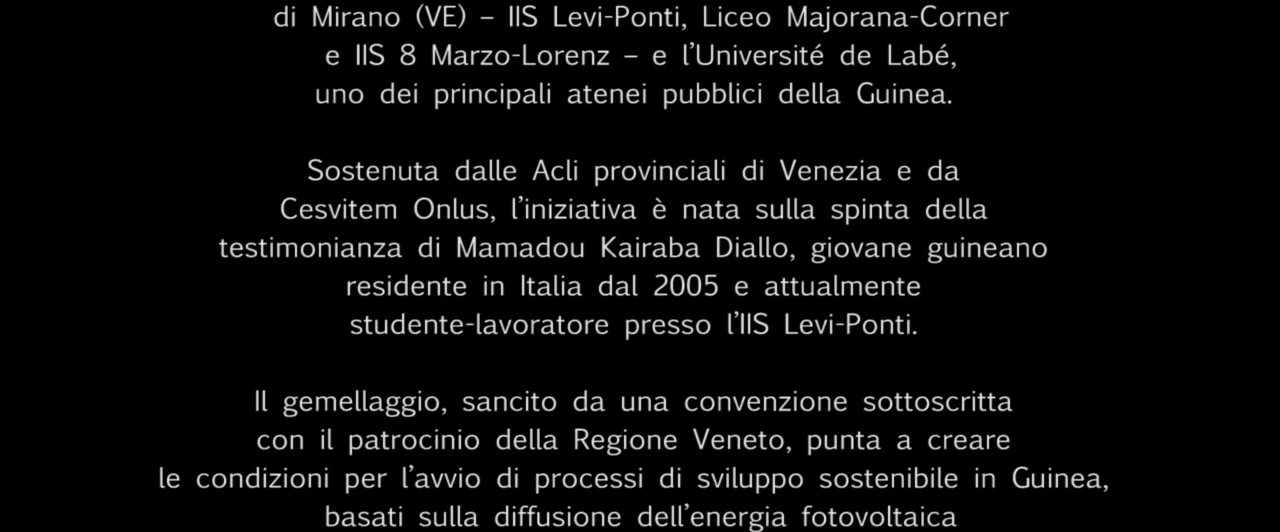 di Mirano (VE) – IIS Levi-Ponti, Liceo Majorana-Corner
e IIS 8 Marzo-Lorenz – e l’Université de Labé,
uno dei principali atenei pubblici della Guinea.
Sostenuta dalle Acli provinciali di Venezia e da
Cesvitem Onlus, l’iniziativa è nata sulla spinta della
testimonianza di Mamadou Kairaba Diallo, giovane guineano
residente in Italia dal 2005 e attualmente
studente-lavoratore presso l’IIS Levi-Ponti.
Il gemellaggio, sancito da una convenzione sottoscritta
con il patrocinio della Regione Veneto, punta a creare
le condizioni per l’avvio di processi di sviluppo sostenibile in Guinea,
basati sulla diffusione dell’energia fotovoltaica